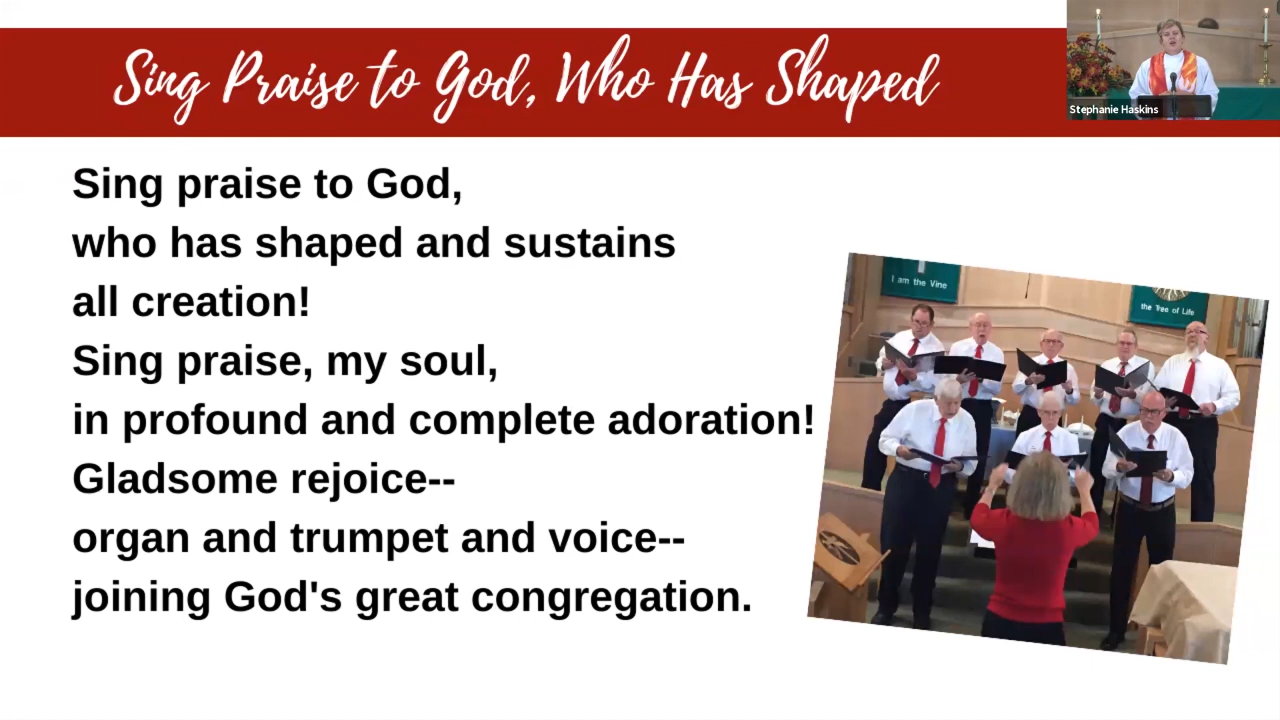 Sing Praise to God, Who Has Shaped
Stephanie Haskins
Sing praise to God,
who has shaped and sustains
all creation!
Sing praise, my soul,
in profound and complete adoration!
Gladsome rejoice--
organ and trumpet and voice--
joining God's great congregation.
I am the Vine
the Tree of Life